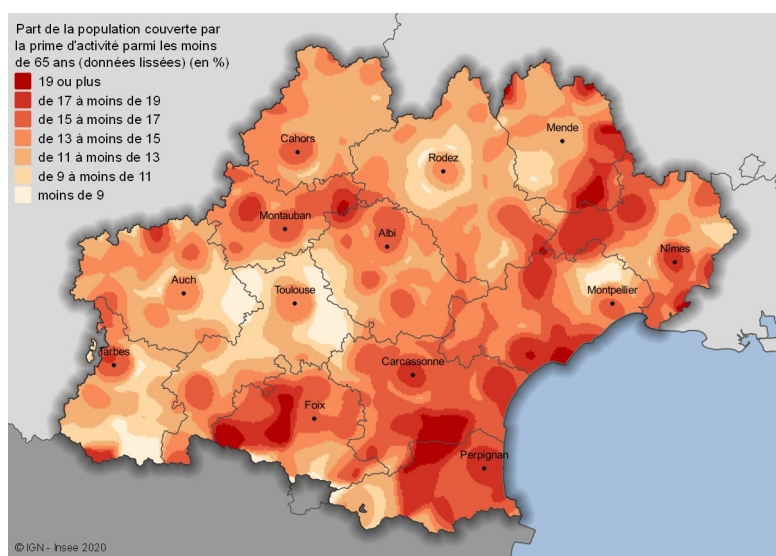 Part de la population couverte par
la prime d'activité parmi les moins
de 65 ans (données lissées) (en %)
19 ou plus
de 17 à moins de 19
de 15 à moins de 17
de 13 à moins de 15
de 11 à moins de 13
de 9 à moins de 11
moins de 9
Cahors
Mende
Rodez
Montauban
Albi
Nîmes
Auch
Toulouse
Montpellier
Tarbes
Carcassonne
Foix
Perpignan
© IGN - Insee 2020